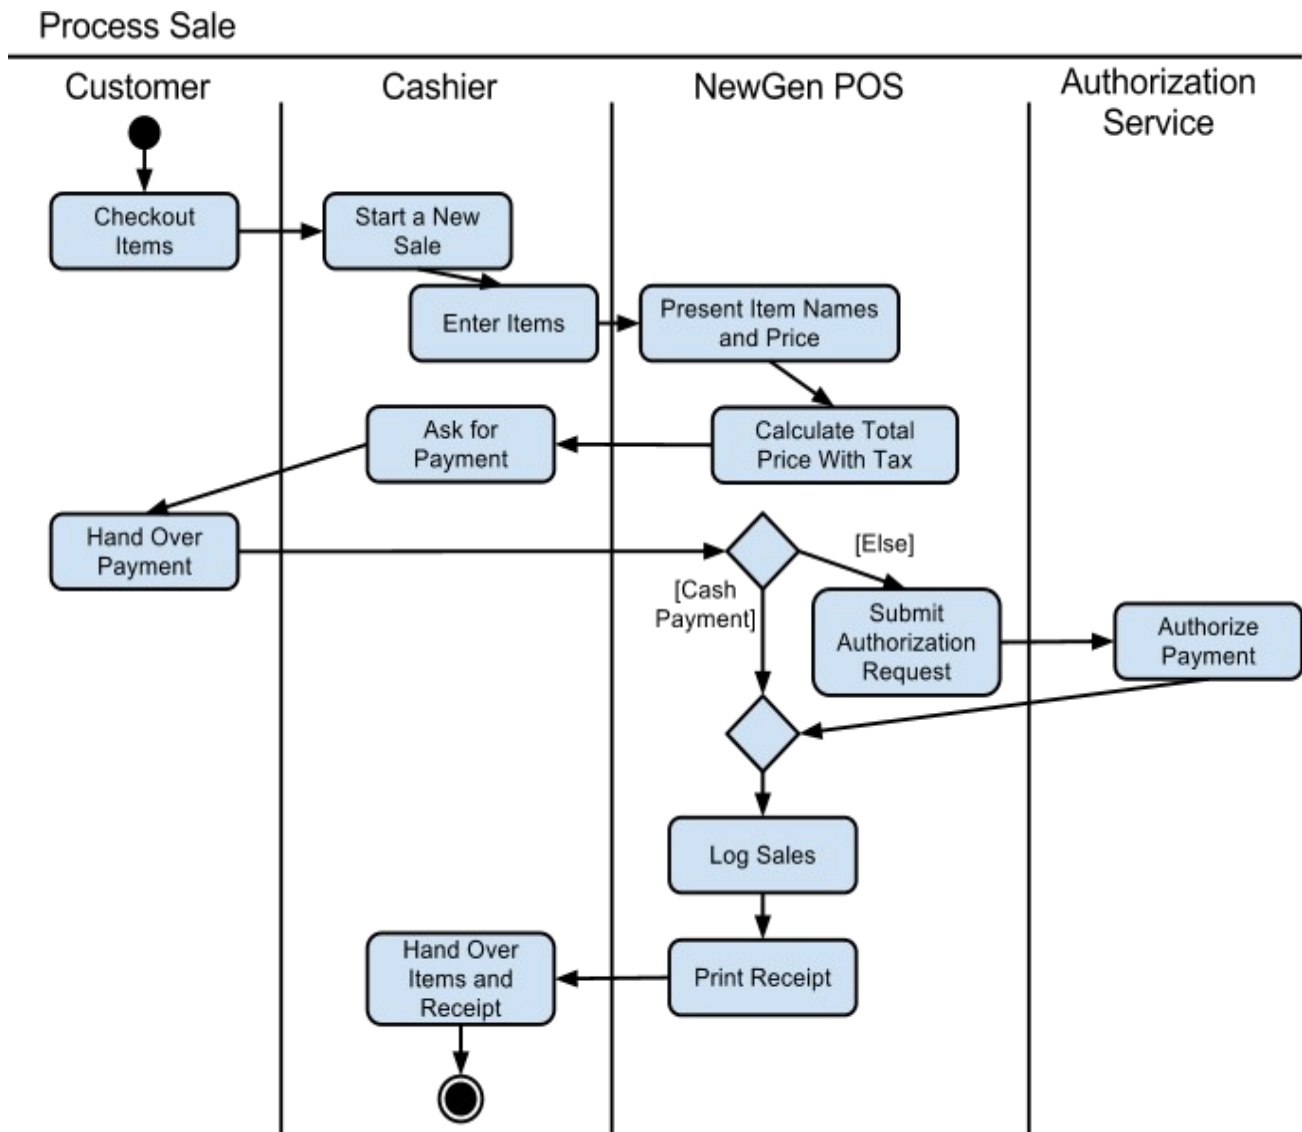 Process Sale
Customer
Cashier
NewGen POS
Authorization
Service
Checkout
Items
Start a New
Sale
Enter Items
Present Item Names
and Price
Ask for
Payment
Calculate Total
Price With Tax
Hand Over
Payment
[Else]
[Cash
Payment]
Submit
Authorization
Request
Authorize
Payment
Log Sales
Hand Over
Items and
Receipt
Print Receipt